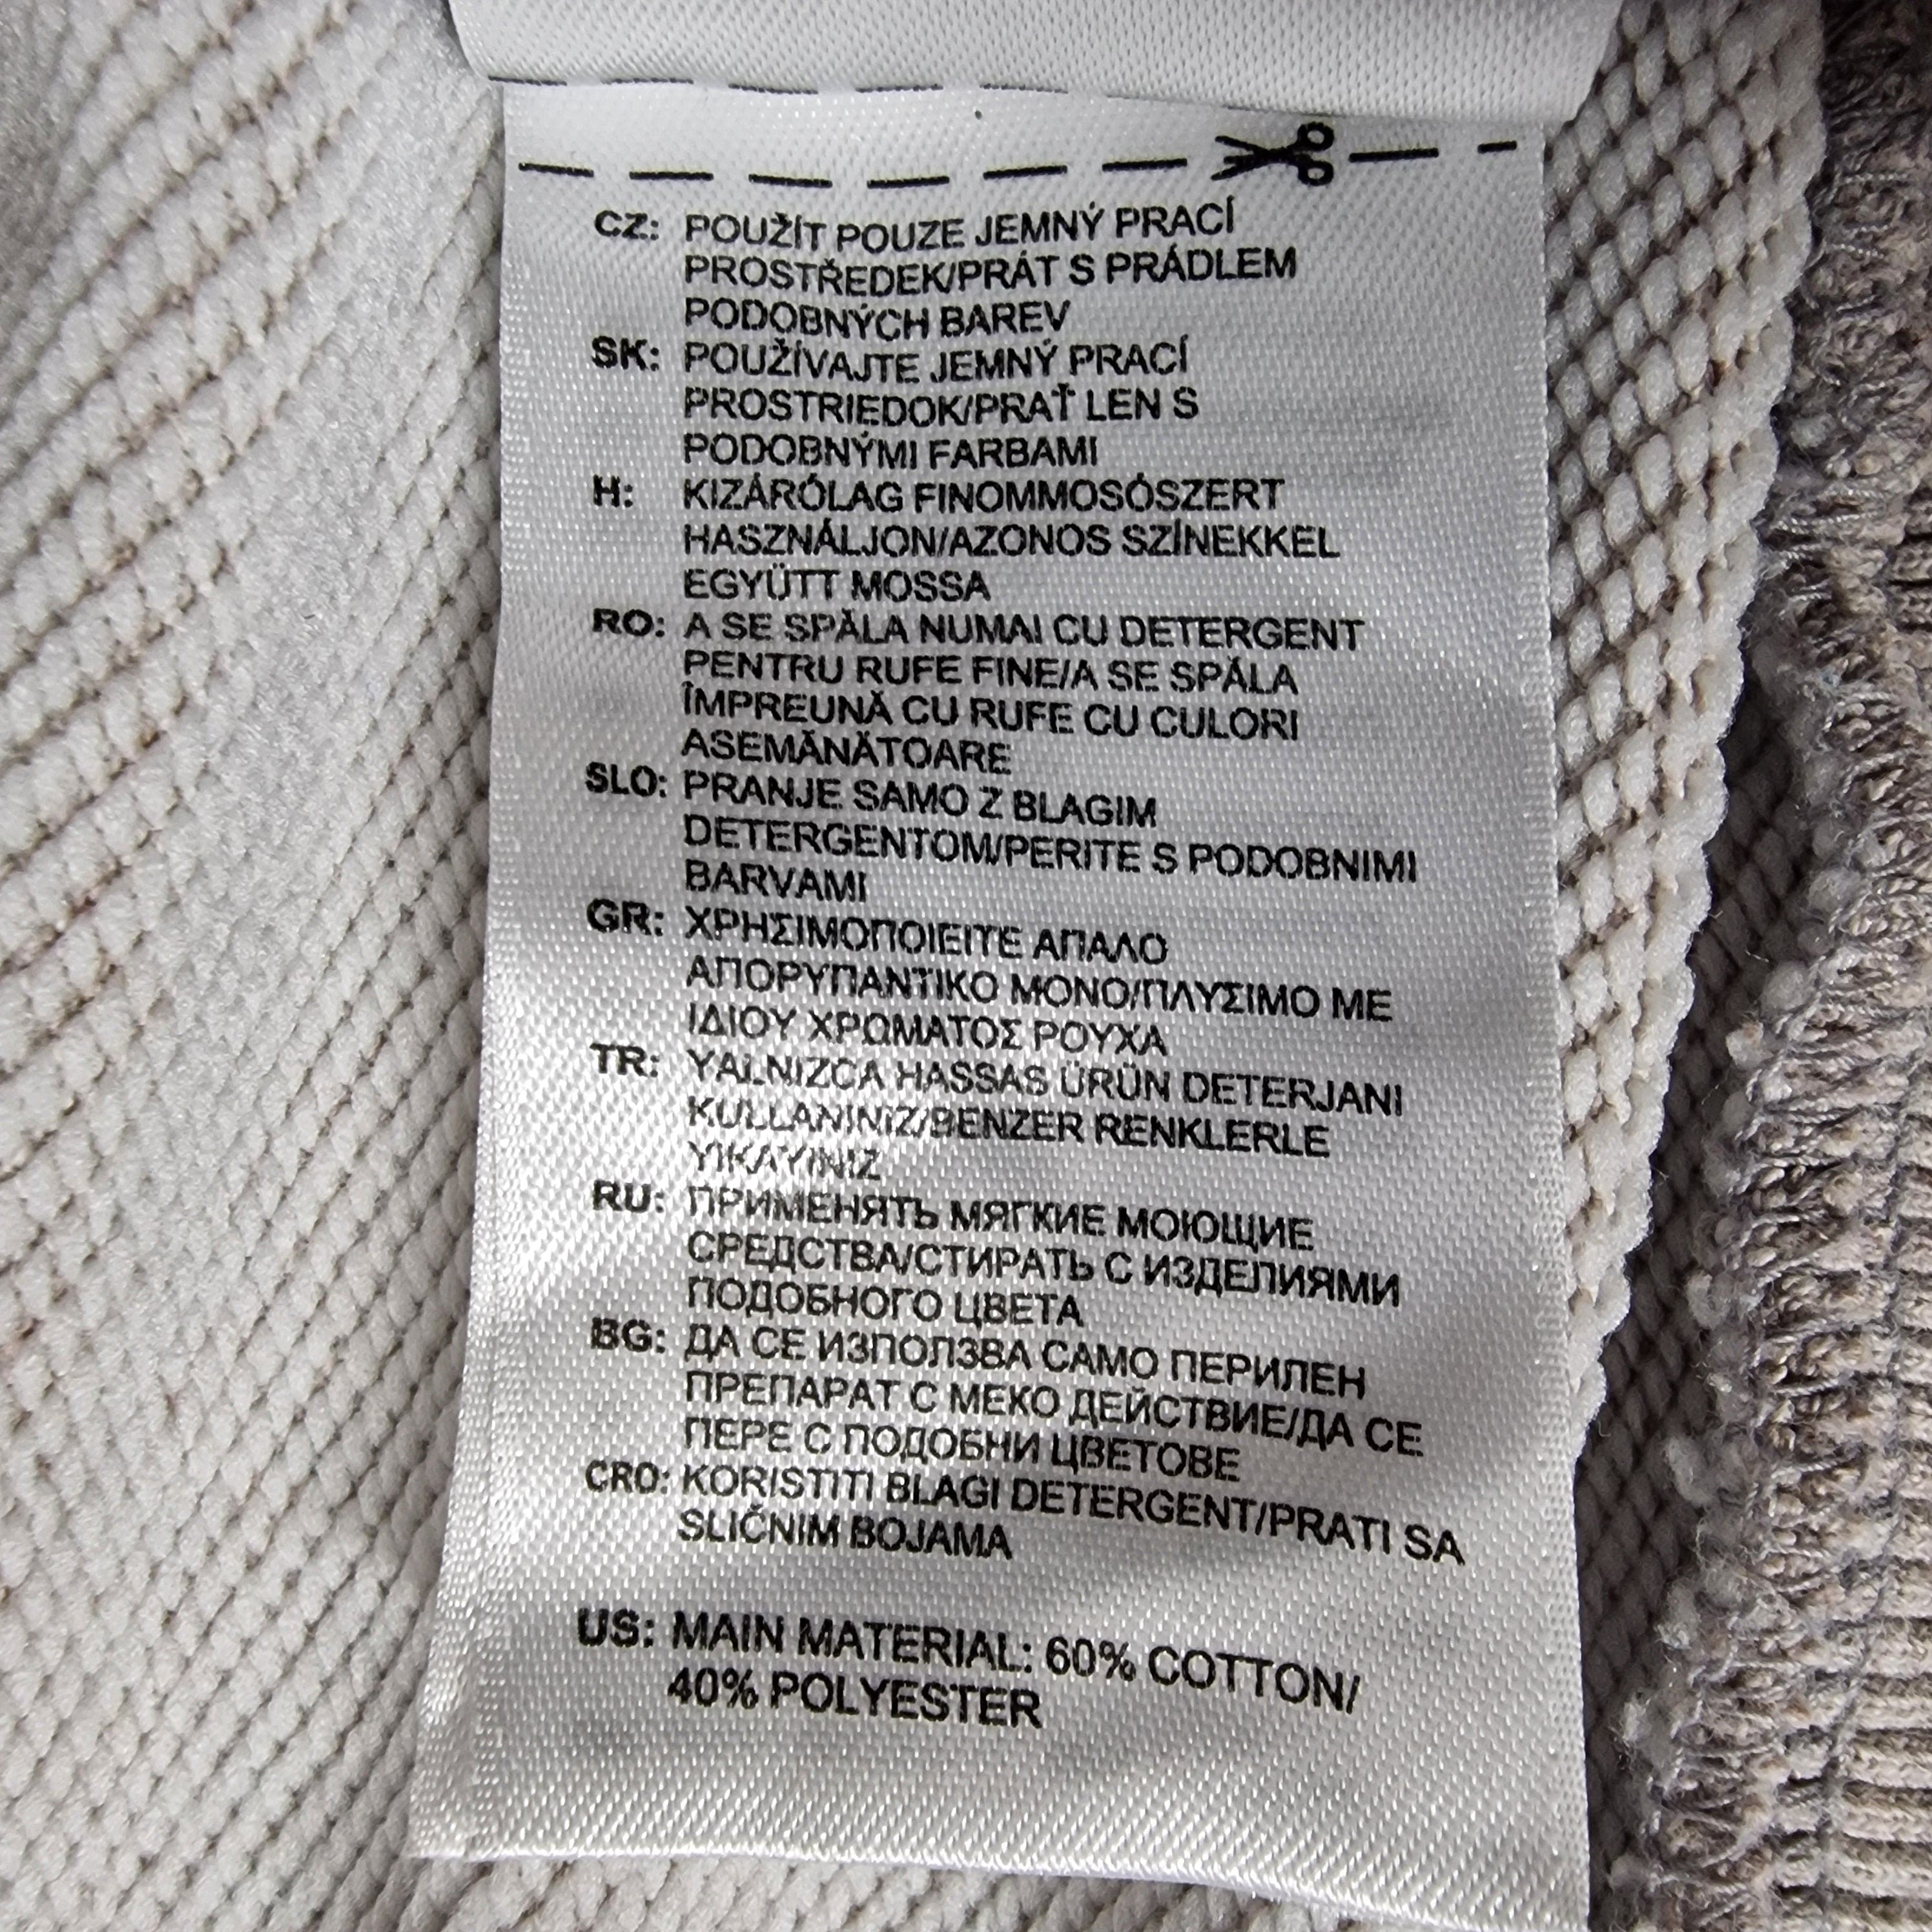 CZ: POUŽÍT POUZE JEMNÝ PRACÍ
PROSTŘEDEK/PRÁT S PRÁDLEM
PODOBNÝCH BAREV
SK: POUŽÍVAJTE JEMNÝ PRACÍ
PROSTRIEDOK/PRAŤ LEN S
PODOBNÝMI FARBAMI
H: KIZÁRÓLAG FINOMMOSÓSZERT
HASZNÁLJON/AZONOS SZÍNEKKEL
EGYÜTT MOSSA
RO: A SE SPĂLA NUMAI CU DETERGENT
PENTRU RUFE FINE/A SE SPĂLA
ÎMPREUNĂ CU RUFE CU CULORI
ASEMĂNĂTOARE
SLO: PRANJE SAMO Z BLAGIM
DETERGENTOM/PERITE S PODOBNIMI
BARVAMI
GR: ΧΡΗΣΙΜΟΠΟΙΕΙΤΕ ΑΠΑΛΟ
ΑΠΟΡΥΠΑΝΤΙΚΟ ΜΟΝΟ/ΠΛΥΣΙΜΟ ΜΕ
ΙΔΙΟΥ ΧΡΩΜΑΤΟΣ ΡΟΥΧΑ
TR: YALNIZCA HASSAS ÜRÜN DETERJANI
KULLANINIZ/BENZER RENKLERLE
YIKAYINIZ
RU: ПРИМЕНЯТЬ МЯГКИЕ МОЮЩИЕ
СРЕДСТВА/СТИРАТЬ С ИЗДЕЛИЯМИ
ПОДОБНОГО ЦВЕТА
BG: ДА СЕ ИЗПОЛЗВА САМО ПЕРИЛЕН
ПРЕПАРАТ С МЕКО ДЕЙСТВИЕ/ДА СЕ
ПЕРЕ С ПОДОБНИ ЦВЕТОВЕ
CRO: KORISTITI BLAGI DETERGENT/PRATI SA
SLIČNIM BOJAMA
US: MAIN MATERIAL: 60% COTTON/
40% POLYESTER